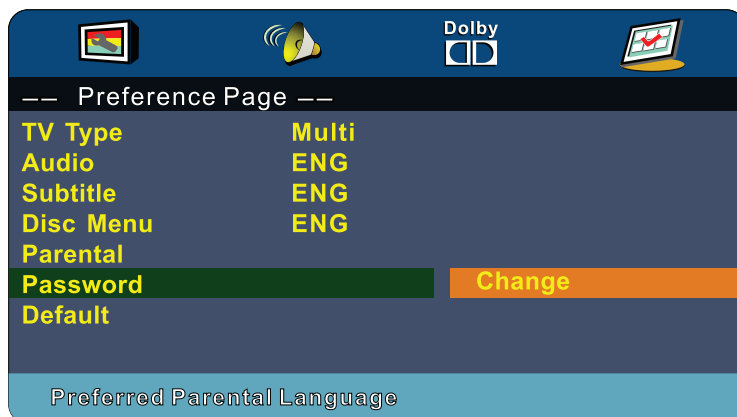 Dolby
—— Preference Page ——
TV Type Multi
Audio ENG
Subtitle ENG
Disc Menu ENG
Parental
Password Change
Default
Preferred Parental Language